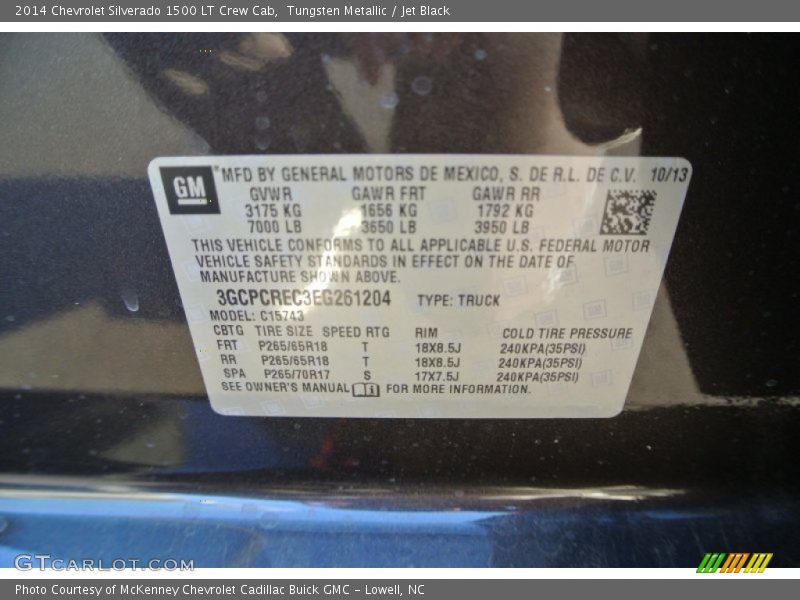 2014 Chevrolet Silverado 1500 LT Crew Cab, Tungsten Metallic / Jet Black
GM
MFD BY GENERAL MOTORS DE MEXICO, S. DE R.L. DE C.V. 10/13
GVWR GAWR FRT GAWR RR
3175 KG 1656 KG 1792 KG
7000 LB 3650 LB 3950 LB
THIS VEHICLE CONFORMS TO ALL APPLICABLE U.S. FEDERAL MOTOR
VEHICLE SAFETY STANDARDS IN EFFECT ON THE DATE OF
MANUFACTURE SHOWN ABOVE.
3GCPCREC3EG261204 TYPE: TRUCK
MODEL: C15743
CBTG TIRE SIZE SPEED RTG RIM COLD TIRE PRESSURE
FRT P265/65R18 T 18X8.5J 240KPA(35PSI)
RR P265/65R18 T 18X8.5J 240KPA(35PSI)
SPA P265/70R17 S 17X7.5J 240KPA(35PSI)
SEE OWNER'S MANUAL FOR MORE INFORMATION.
GTCARLOT.COM
Photo Courtesy of McKenney Chevrolet Cadillac Buick GMC - Lowell, NC